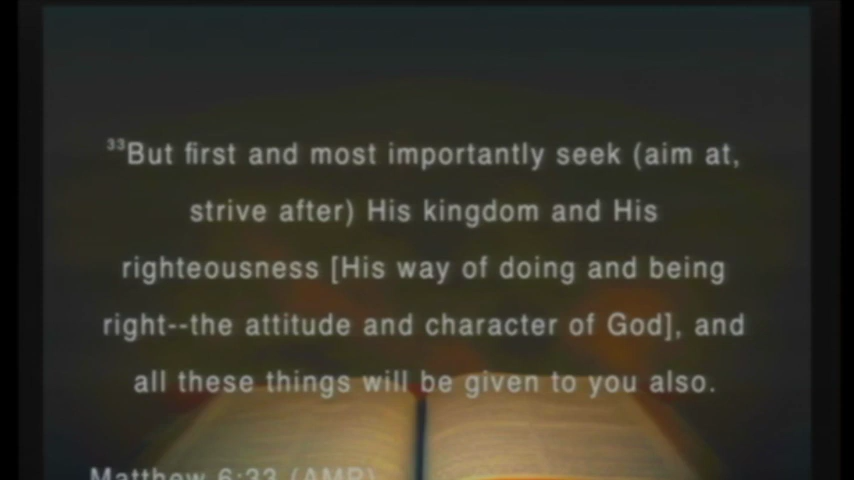 33But first and most importantly seek (aim at,
strive after) His kingdom and His
righteousness [His way of doing and being
right--the attitude and character of God], and
all these things will be given to you also.
Matthew 6:33 (AMP)